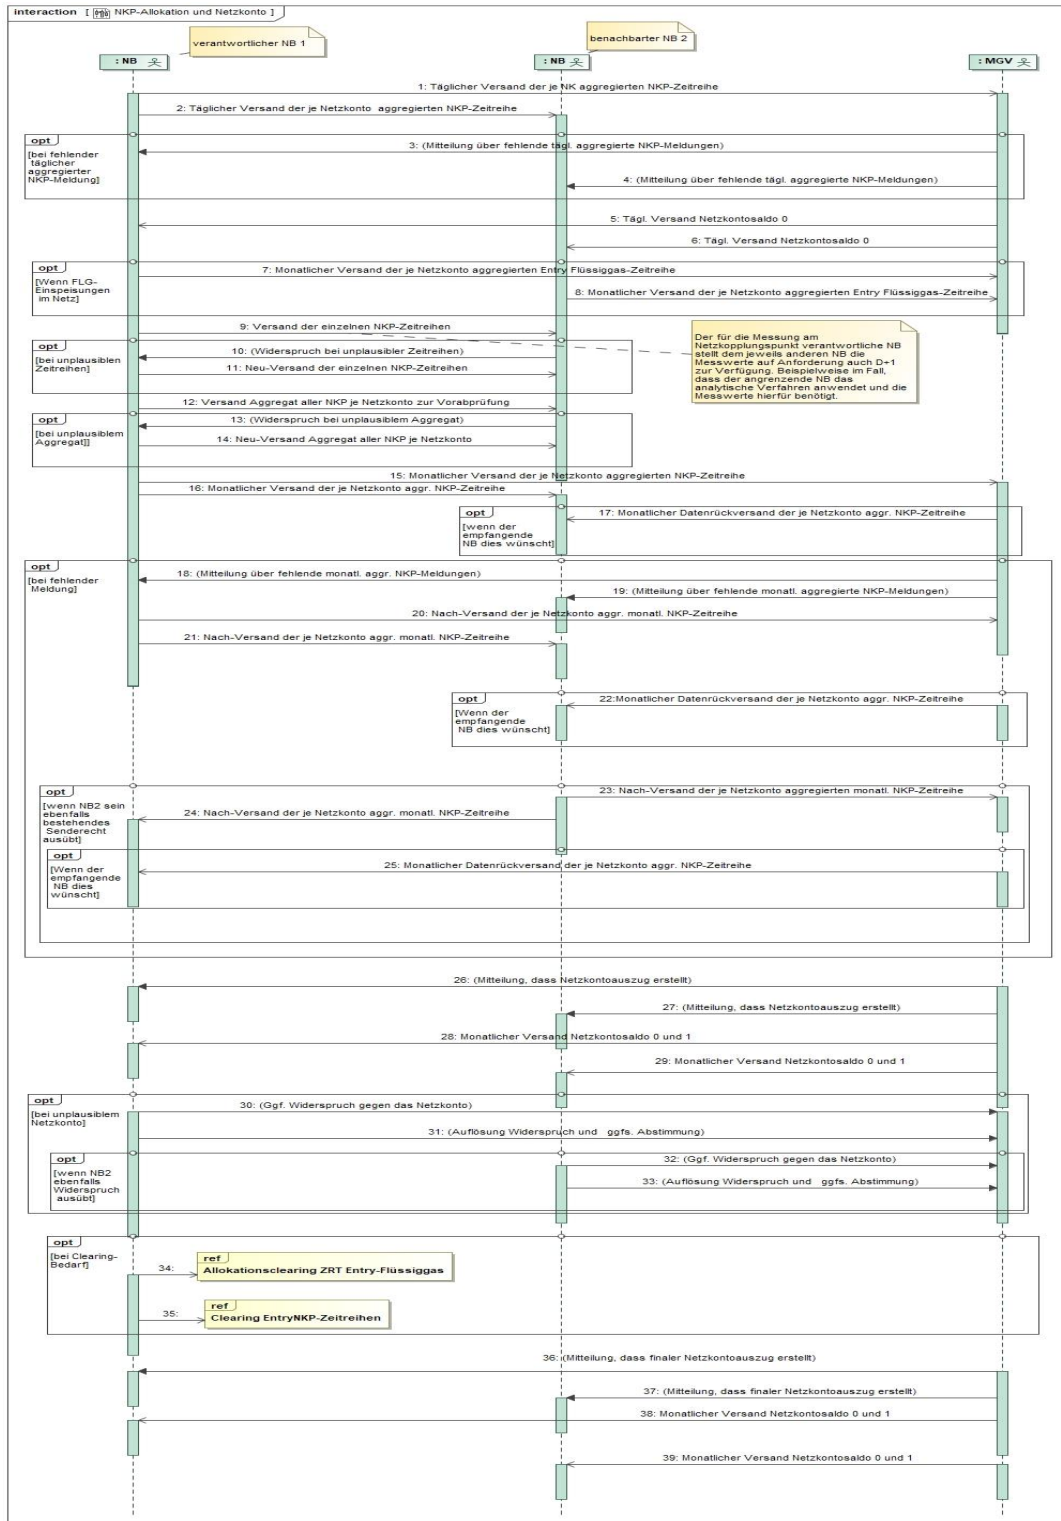 interaction [ NKP-Allokation und Netzkonto ]
verantwortlicher NB 1
benachbarter NB 2
: NB
: NB
: MGV
1: Täglicher Versand der je NK aggregierten NKP-Zeitreihe
2: Täglicher Versand der je Netzkonto aggregierten NKP-Zeitreihe
opt
[bei fehlender
täglicher
aggregierter
NKP-Meldung]
3: (Mitteilung über fehlende tägl. aggregierte NKP-Meldungen)
4: (Mitteilung über fehlende tägl. aggregierte NKP-Meldungen)
5: Tägl. Versand Netzkontosaldo 0
6: Tägl. Versand Netzkontosaldo 0
opt
[Wenn FLG-
Einspeisungen
im Netz]
7: Monatlicher Versand der je Netzkonto aggregierten Entry Flüssiggas-Zeitreihe
8: Monatlicher Versand der je Netzkonto aggregierten Entry Flüssiggas-Zeitreihe
9: Versand der einzelnen NKP-Zeitreihen
Der für die Messung am
Netzkopplungspunkt verantwortliche NB
stellt dem jeweils anderen NB die
Messwerte auf Anforderung auch D+1
zur Verfügung. Beispielweise im Fall,
dass der angrenzende NB das
analytische Verfahren anwendet und die
Messwerte hierfür benötigt.
opt
[bei unplausiblen
Zeitreihen]
10: (Widerspruch bei unplausibler Zeitreihen)
11: Neu-Versand der einzelnen NKP-Zeitreihen
12: Versand Aggregat aller NKP je Netzkonto zur Vorabprüfung
opt
[bei unplausiblem
Aggregat]]
13: (Widerspruch bei unplausiblem Aggregat)
14: Neu-Versand Aggregat aller NKP je Netzkonto
15: Monatlicher Versand der je Netzkonto aggregierten NKP-Zeitreihe
16: Monatlicher Versand der je Netzkonto aggr. NKP-Zeitreihe
opt
[wenn der
empfangende
NB dies wünscht]
17: Monatlicher Datenrückversand der je Netzkonto aggr. NKP-Zeitreihe
opt
[bei fehlender
Meldung]
18: (Mitteilung über fehlende monatl. aggr. NKP-Meldungen)
19: (Mitteilung über fehlende monatl. aggregierte NKP-Meldungen)
20: Nach-Versand der je Netzkonto aggr. monatl. NKP-Zeitreihe
21: Nach-Versand der je Netzkonto aggr. monatl. NKP-Zeitreihe
opt
[Wenn der
empfangende
NB dies wünscht]
22:Monatlicher Datenrückversand der je Netzkonto aggr. NKP-Zeitreihe
opt
[wenn NB2 sein
ebenfalls
bestehendes
Senderecht
ausübt]
23: Nach-Versand der je Netzkonto aggregierten monatl. NKP-Zeitreihe
24: Nach-Versand der je Netzkonto aggr. monatl. NKP-Zeitreihe
opt
[Wenn der
empfangende
NB dies
wünscht]
25: Monatlicher Datenrückversand der je Netzkonto aggr. NKP-Zeitreihe
26: (Mitteilung, dass Netzkontoauszug erstellt)
27: (Mitteilung, dass Netzkontoauszug erstellt)
28: Monatlicher Versand Netzkontosaldo 0 und 1
29: Monatlicher Versand Netzkontosaldo 0 und 1
opt
[bei unplausiblem
Netzkonto]
30: (Ggf. Widerspruch gegen das Netzkonto)
31: (Auflösung Widerspruch und ggfs. Abstimmung)
opt
[wenn NB2
ebenfalls
Widerspruch
ausübt]
32: (Ggf. Widerspruch gegen das Netzkonto)
33: (Auflösung Widerspruch und ggfs. Abstimmung)
opt
[bei Clearing-
Bedarf]
34:
ref
Allokationsclearing ZRT Entry-Flüssiggas
35:
ref
Clearing EntryNKP-Zeitreihen
36: (Mitteilung, dass finaler Netzkontoauszug erstellt)
37: (Mitteilung, dass finaler Netzkontoauszug erstellt)
38: Monatlicher Versand Netzkontosaldo 0 und 1
39: Monatlicher Versand Netzkontosaldo 0 und 1